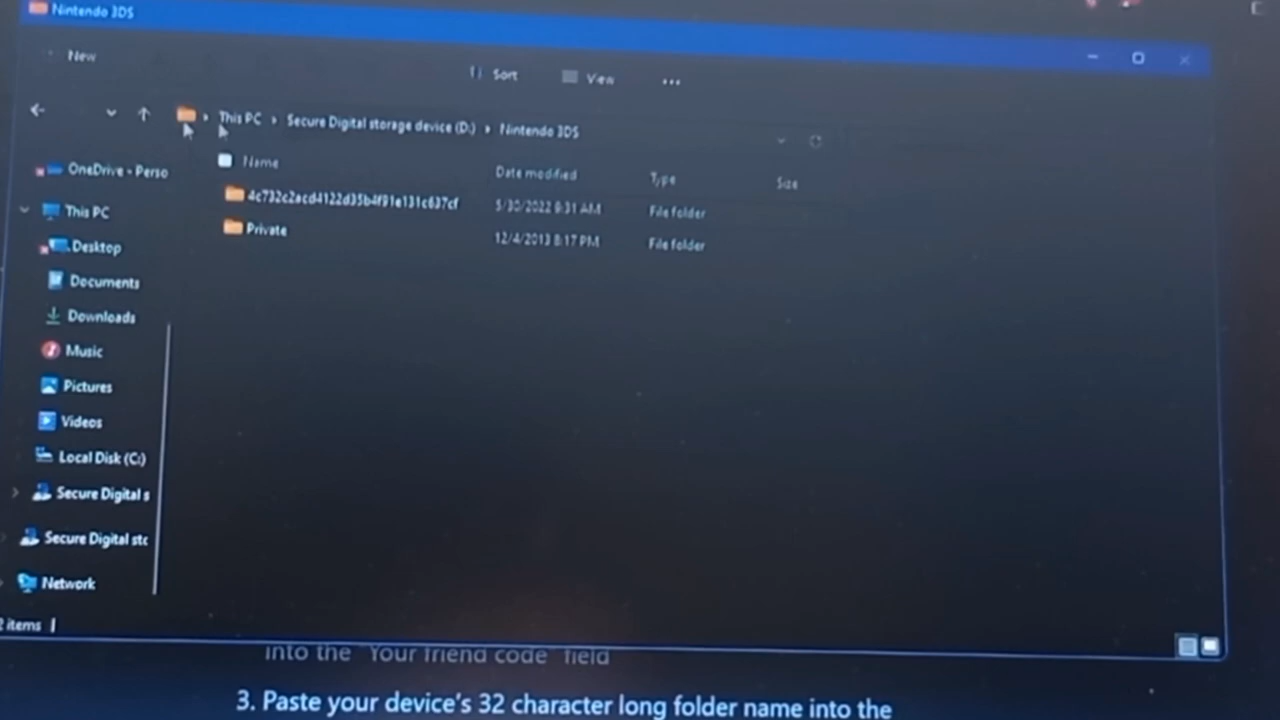 Nintendo 3DS
New
Sort
View
This PC
Secure Digital storage device (D:)
Nintendo 3DS
Name
Date modified
Type
Size
4c732c2acd4122d35b4f91e131c637cf
5/30/2022 9:31 AM
File folder
Private
12/4/2013 8:17 PM
File folder
OneDrive - Perso
This PC
Desktop
Documents
Downloads
Music
Pictures
Videos
Local Disk (C:)
Secure Digital s
Secure Digital stc
Network
2 items
into the "Your friend code" field
3. Paste your device's 32 character long folder name into the